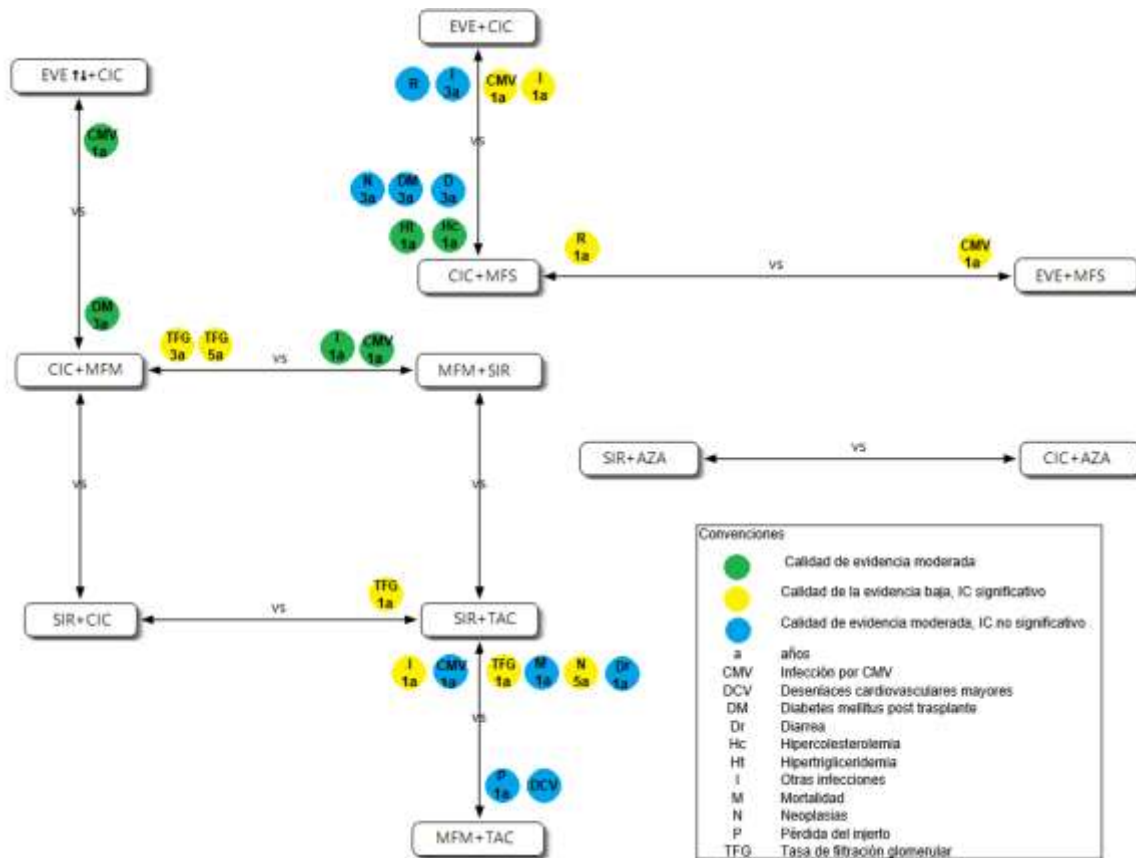 EVE+CIC
EVE ↑↓+CIC
R
I
3a
CMV
1a
I
1a
CMV
1a
vs
vs
N
3a
DM
3a
D
3a
Ht
1a
Hc
1a
R
1a
CMV
1a
vs
CIC+MFS
EVE+MFS
DM
3a
TFG
3a
TFG
5a
vs
I
1a
CMV
1a
CIC+MFM
MFM+SIR
vs
SIR+AZA
CIC+AZA
vs
vs
TFG
1a
vs
SIR+CIC
SIR+TAC
I
1a
CMV
1a
TFG
1a
M
1a
N
5a
Dr
1a
vs
P
1a
DCV
MFM+TAC
Convenciones
Calidad de evidencia moderada
Calidad de la evidencia baja, IC significativo
Calidad de evidencia moderada, IC no significativo
a años
CMV Infección por CMV
DCV Desenlaces cardiovasculares mayores
DM Diabetes mellitus post trasplante
Dr Diarrea
Hc Hipercolesterolemia
Ht Hipertrigliceridemia
I Otras infecciones
M Mortalidad
N Neoplasias
P Pérdida del injerto
TFG Tasa de filtración glomerular